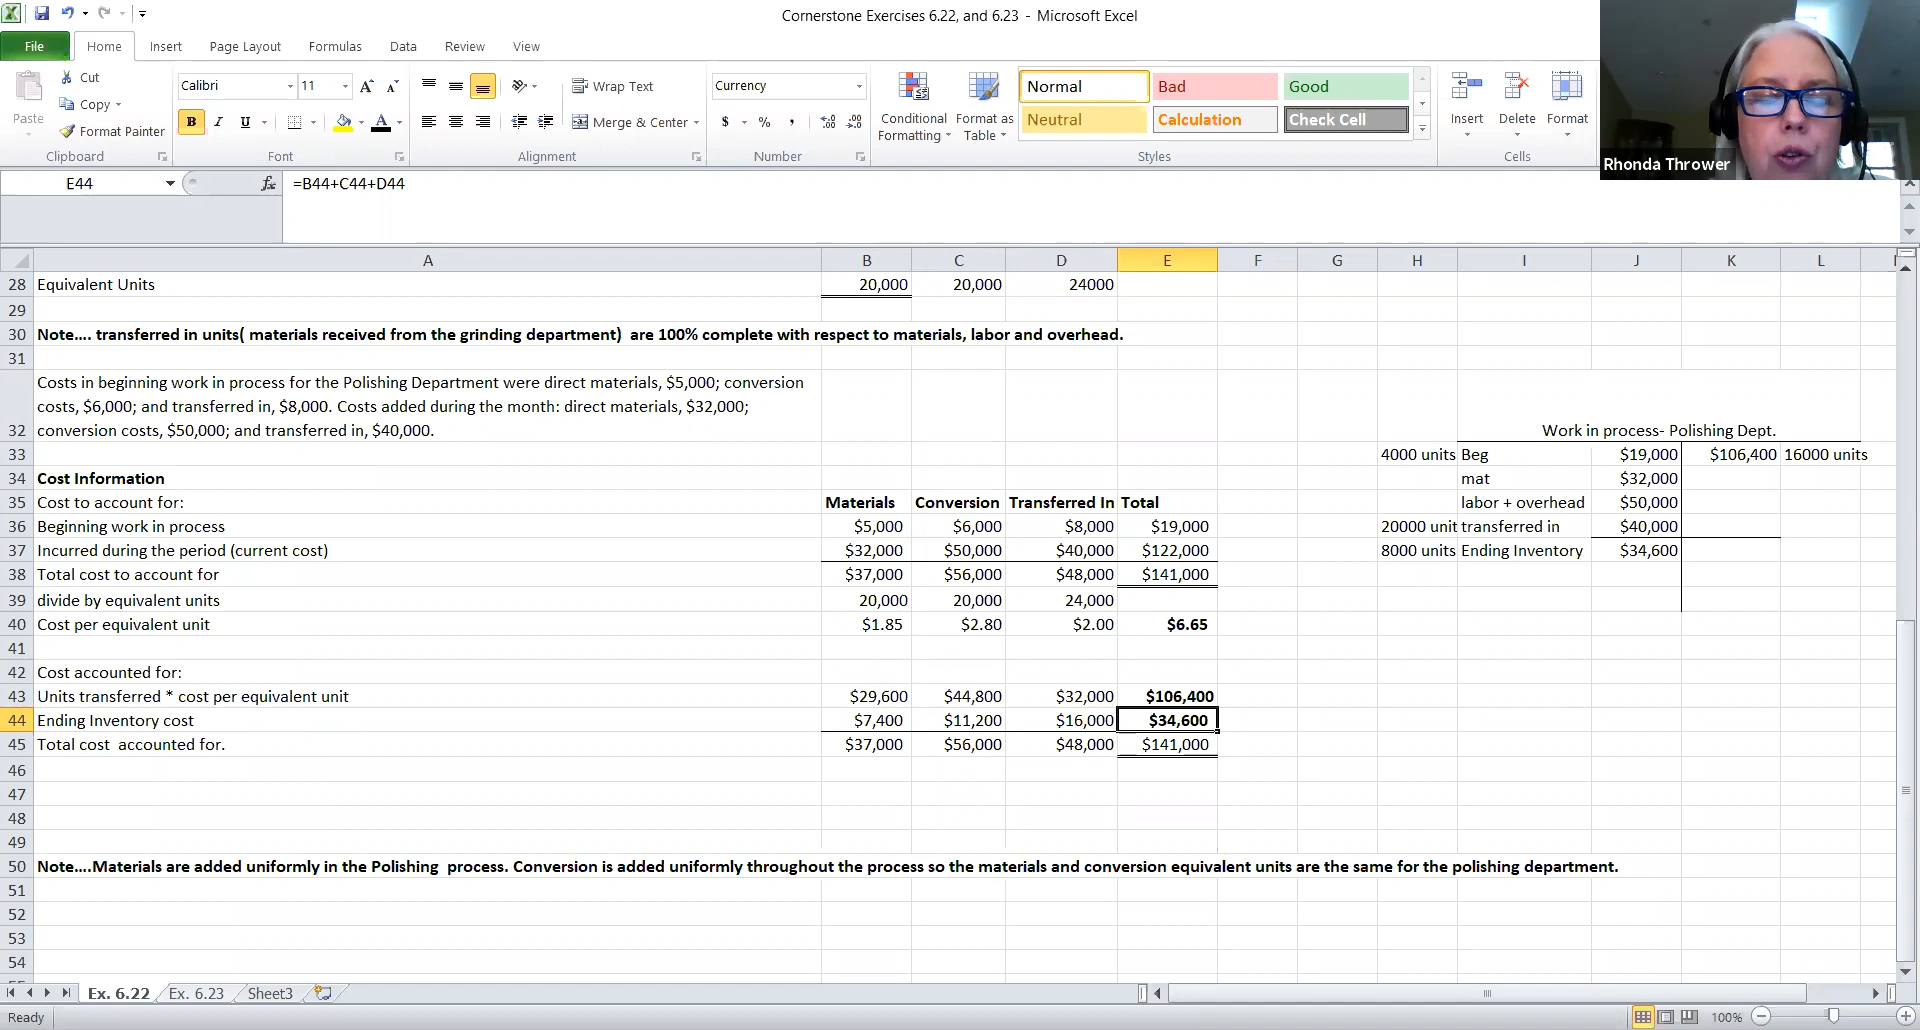 Cornerstone Exercises 6.22, and 6.23 - Microsoft Excel
File Home Insert Page Layout Formulas Data Review View
Paste
Cut
Copy
Format Painter
Clipboard
Calibri 11 A A
B I U A
Font
Wrap Text
Merge & Center
Alignment
Currency
$ % ,
Number
Conditional Formatting
Format as Table
Normal Bad Good
Neutral Calculation Check Cell
Styles
Insert Delete Format
Cells
Rhonda Thrower
E44 fx =B44+C44+D44
A B C D E F G H I J K L
28 Equivalent Units 20,000 20,000 24000
29
30 Note.... transferred in units( materials received from the grinding department) are 100% complete with respect to materials, labor and overhead.
31
Costs in beginning work in process for the Polishing Department were direct materials, $5,000; conversion
costs, $6,000; and transferred in, $8,000. Costs added during the month: direct materials, $32,000;
32 conversion costs, $50,000; and transferred in, $40,000. Work in process- Polishing Dept.
33 4000 units Beg $19,000 $106,400 16000 units
34 Cost Information mat $32,000
35 Cost to account for: Materials Conversion Transferred In Total labor + overhead $50,000
36 Beginning work in process $5,000 $6,000 $8,000 $19,000 20000 unit transferred in $40,000
37 Incurred during the period (current cost) $32,000 $50,000 $40,000 $122,000 8000 units Ending Inventory $34,600
38 Total cost to account for $37,000 $56,000 $48,000 $141,000
39 divide by equivalent units 20,000 20,000 24,000
40 Cost per equivalent unit $1.85 $2.80 $2.00 $6.65
41
42 Cost accounted for:
43 Units transferred * cost per equivalent unit $29,600 $44,800 $32,000 $106,400
44 Ending Inventory cost $7,400 $11,200 $16,000 $34,600
45 Total cost  accounted for. $37,000 $56,000 $48,000 $141,000
46
47
48
49
50 Note....Materials are added uniformly in the Polishing  process. Conversion is added uniformly throughout the process so the materials and conversion equivalent units are the same for the polishing department.
51
52
53
54
Ex. 6.22 Ex. 6.23 Sheet3
Ready 100%